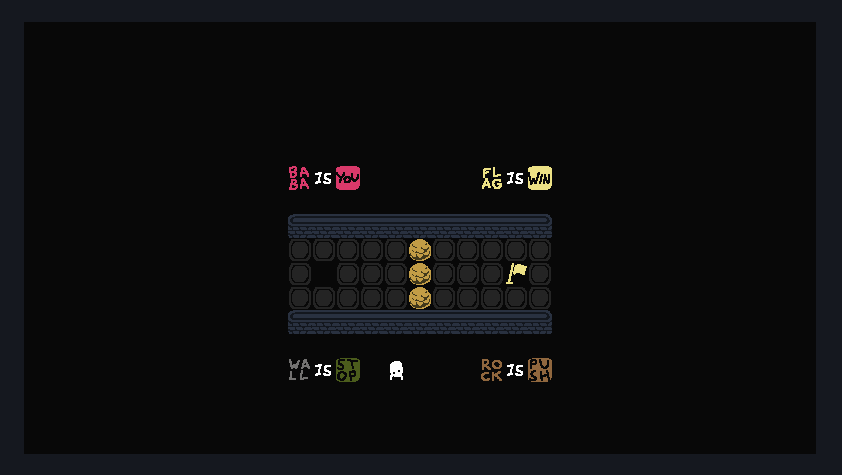 BABA IS YOU
FLAG IS WIN
WALL IS STOP
ROCK IS PUSH